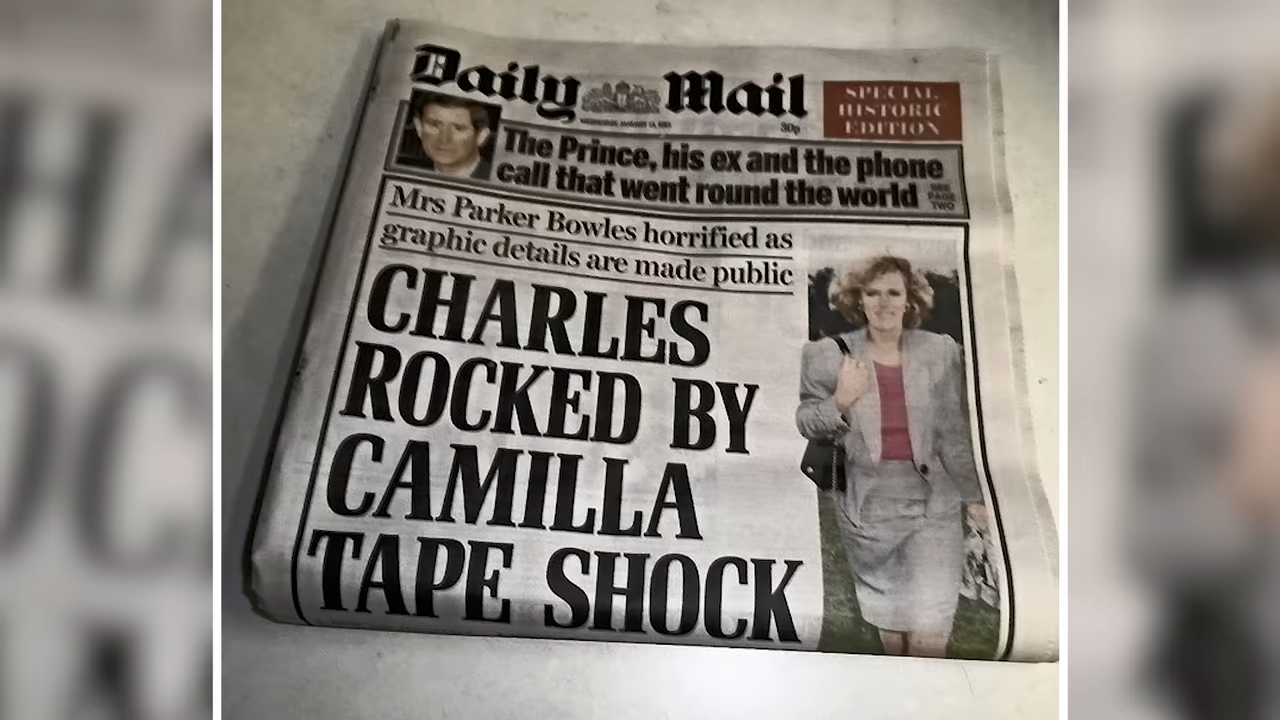 Daily Mail
SPECIAL
HISTORIC
EDITION
30p
The Prince, his ex and the phone
call that went round the world
SEE
PAGE
TWO
Mrs Parker Bowles horrified as
graphic details are made public
CHARLES
ROCKED BY
CAMILLA
TAPE SHOCK